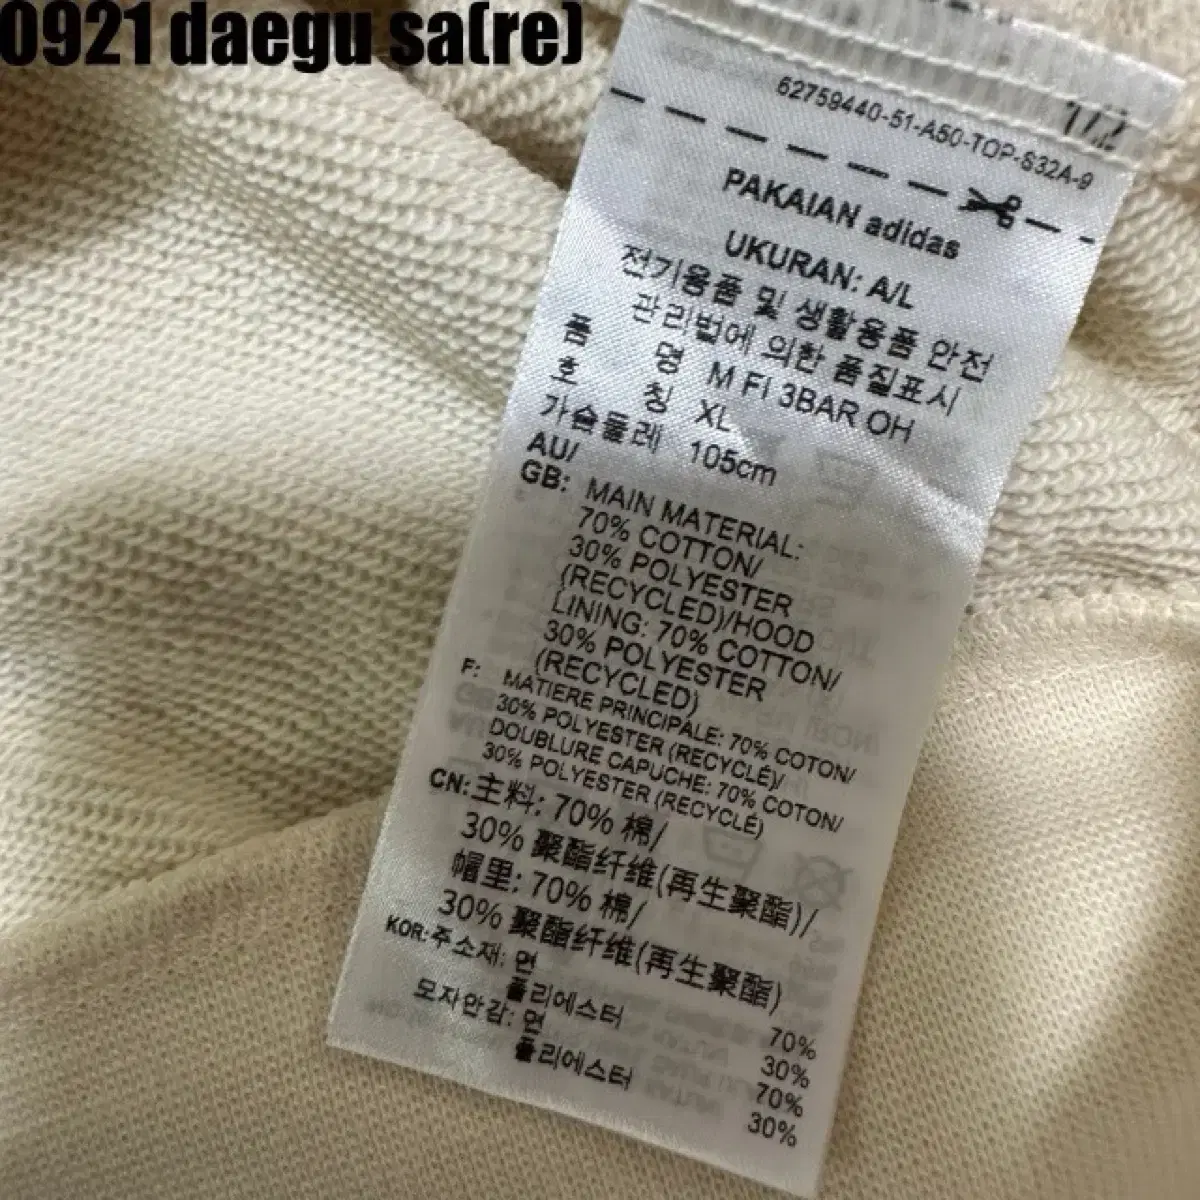 0921 daegu sa(re)
62759440-51-A50-TOP-S32A-9
PAKAIAN adidas
UKURAN: A/L
전기용품 및 생활용품 안전
관리법에 의한 품질표시
품 명 M FI 3BAR OH
호 칭 XL
가슴둘레 105cm
AU/
GB: MAIN MATERIAL:
70% COTTON/
30% POLYESTER
(RECYCLED)/HOOD
LINING: 70% COTTON/
30% POLYESTER
(RECYCLED)
F: MATIERE PRINCIPALE: 70% COTON/
30% POLYESTER (RECYCLÉ)/
DOUBLURE CAPUCHE: 70% COTON/
30% POLYESTER (RECYCLÉ)
CN: 主料: 70% 棉/
30% 聚酯纤维(再生聚酯)/
帽里: 70% 棉/
30% 聚酯纤维(再生聚酯)
KOR: 주소재: 면 70%
폴리에스터 30%
모자안감: 면 70%
폴리에스터 30%